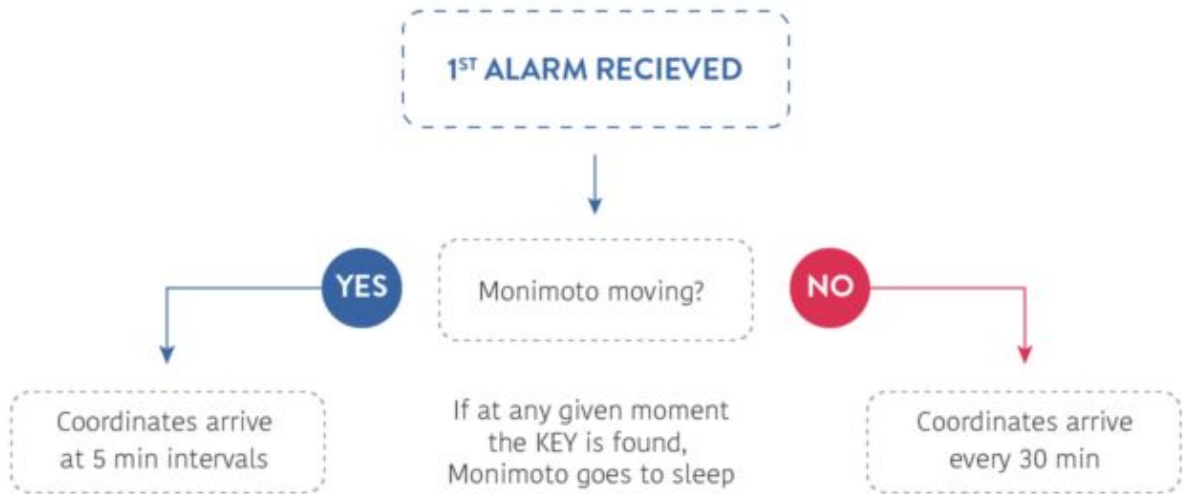 1ST ALARM RECIEVED
YES
Monimoto moving?
NO
Coordinates arrive
at 5 min intervals
If at any given moment
the KEY is found,
Monimoto goes to sleep
Coordinates arrive
every 30 min